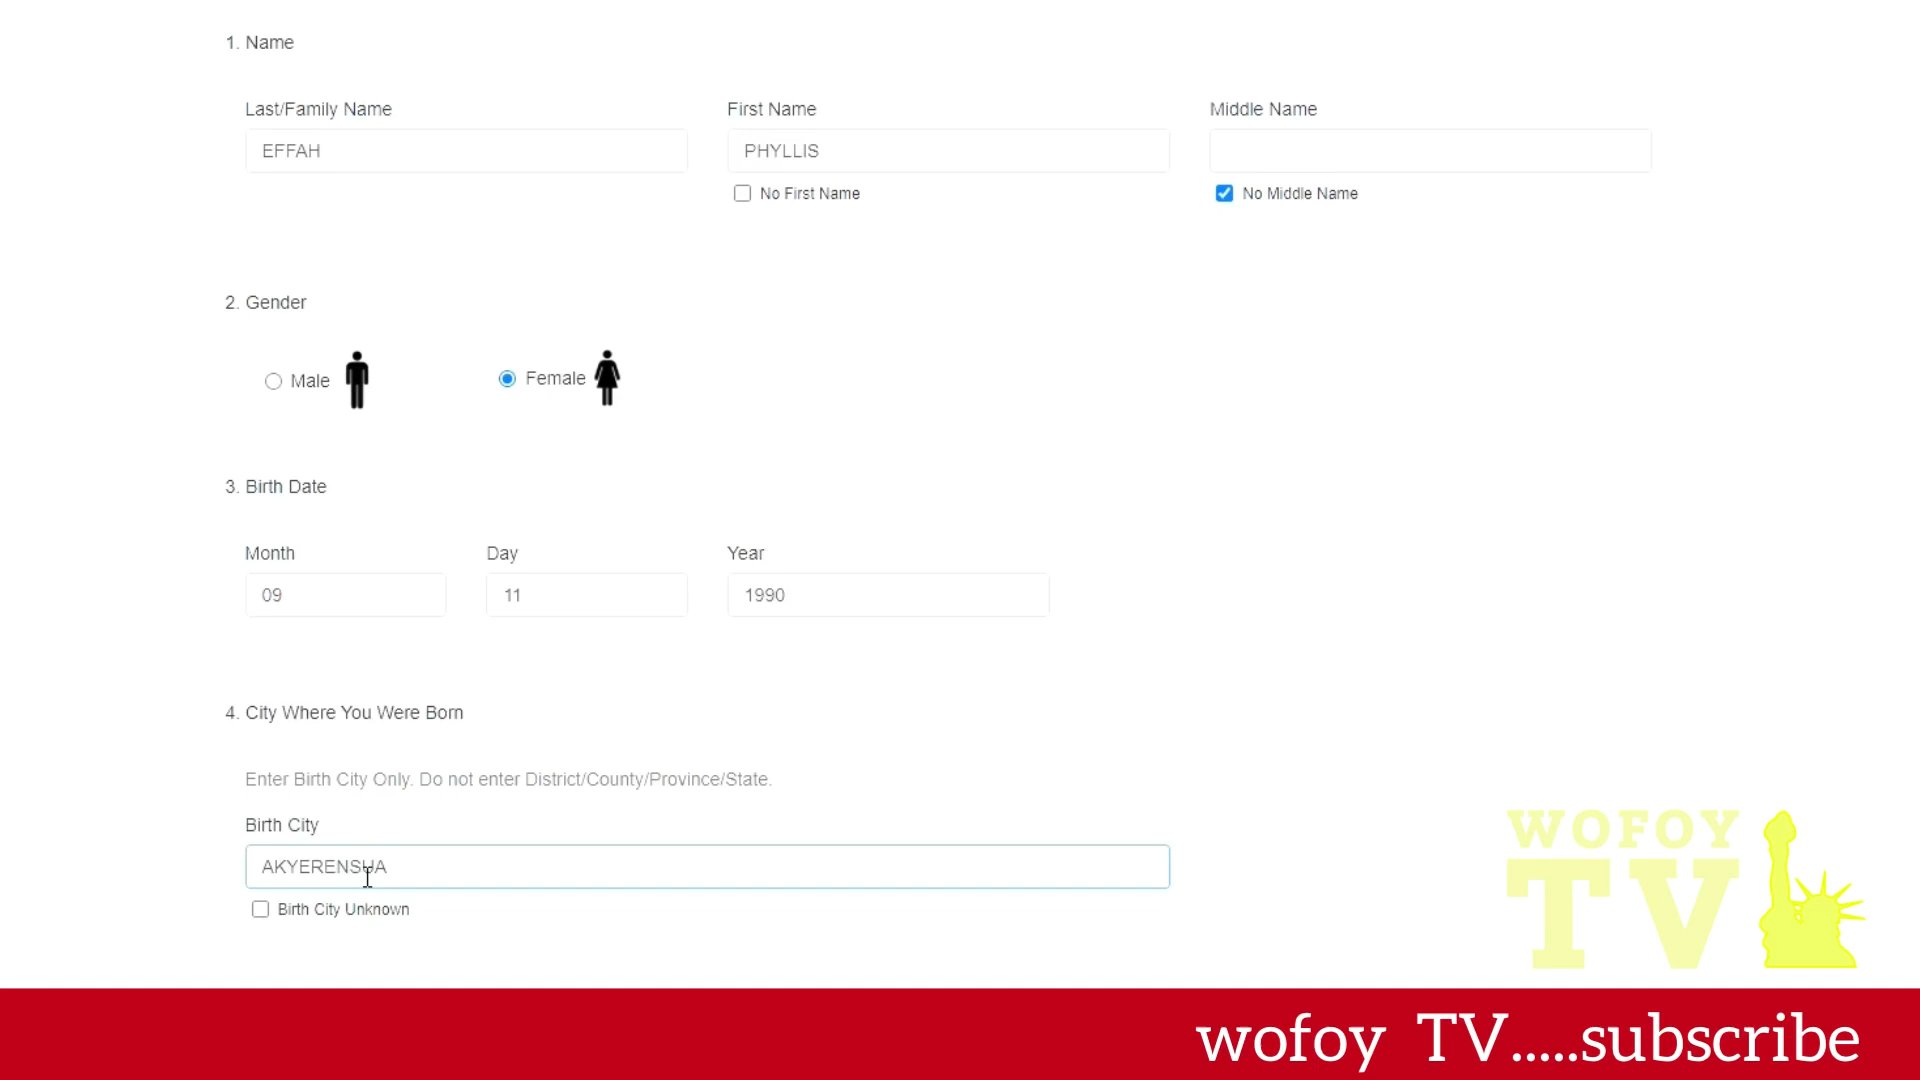 1. Name
Last/Family Name First Name Middle Name
EFFAH PHYLLIS
No First Name No Middle Name
2. Gender
Male Female
3. Birth Date
Month Day Year
09 11 1990
4. City Where You Were Born
Enter Birth City Only. Do not enter District/County/Province/State.
Birth City
AKYERENSUA
Birth City Unknown
WOFOY
TV
wofoy TV.....subscribe